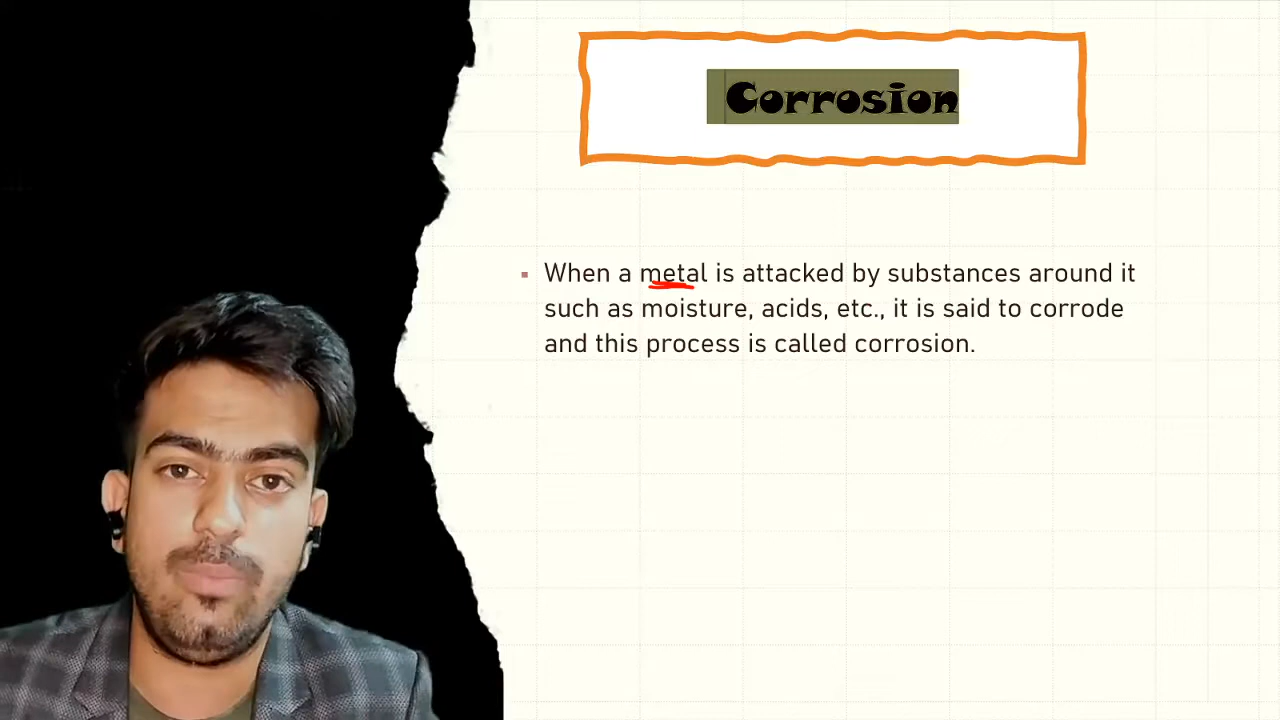 Corrosion
When a metal is attacked by substances around it
such as moisture, acids, etc., it is said to corrode
and this process is called corrosion.